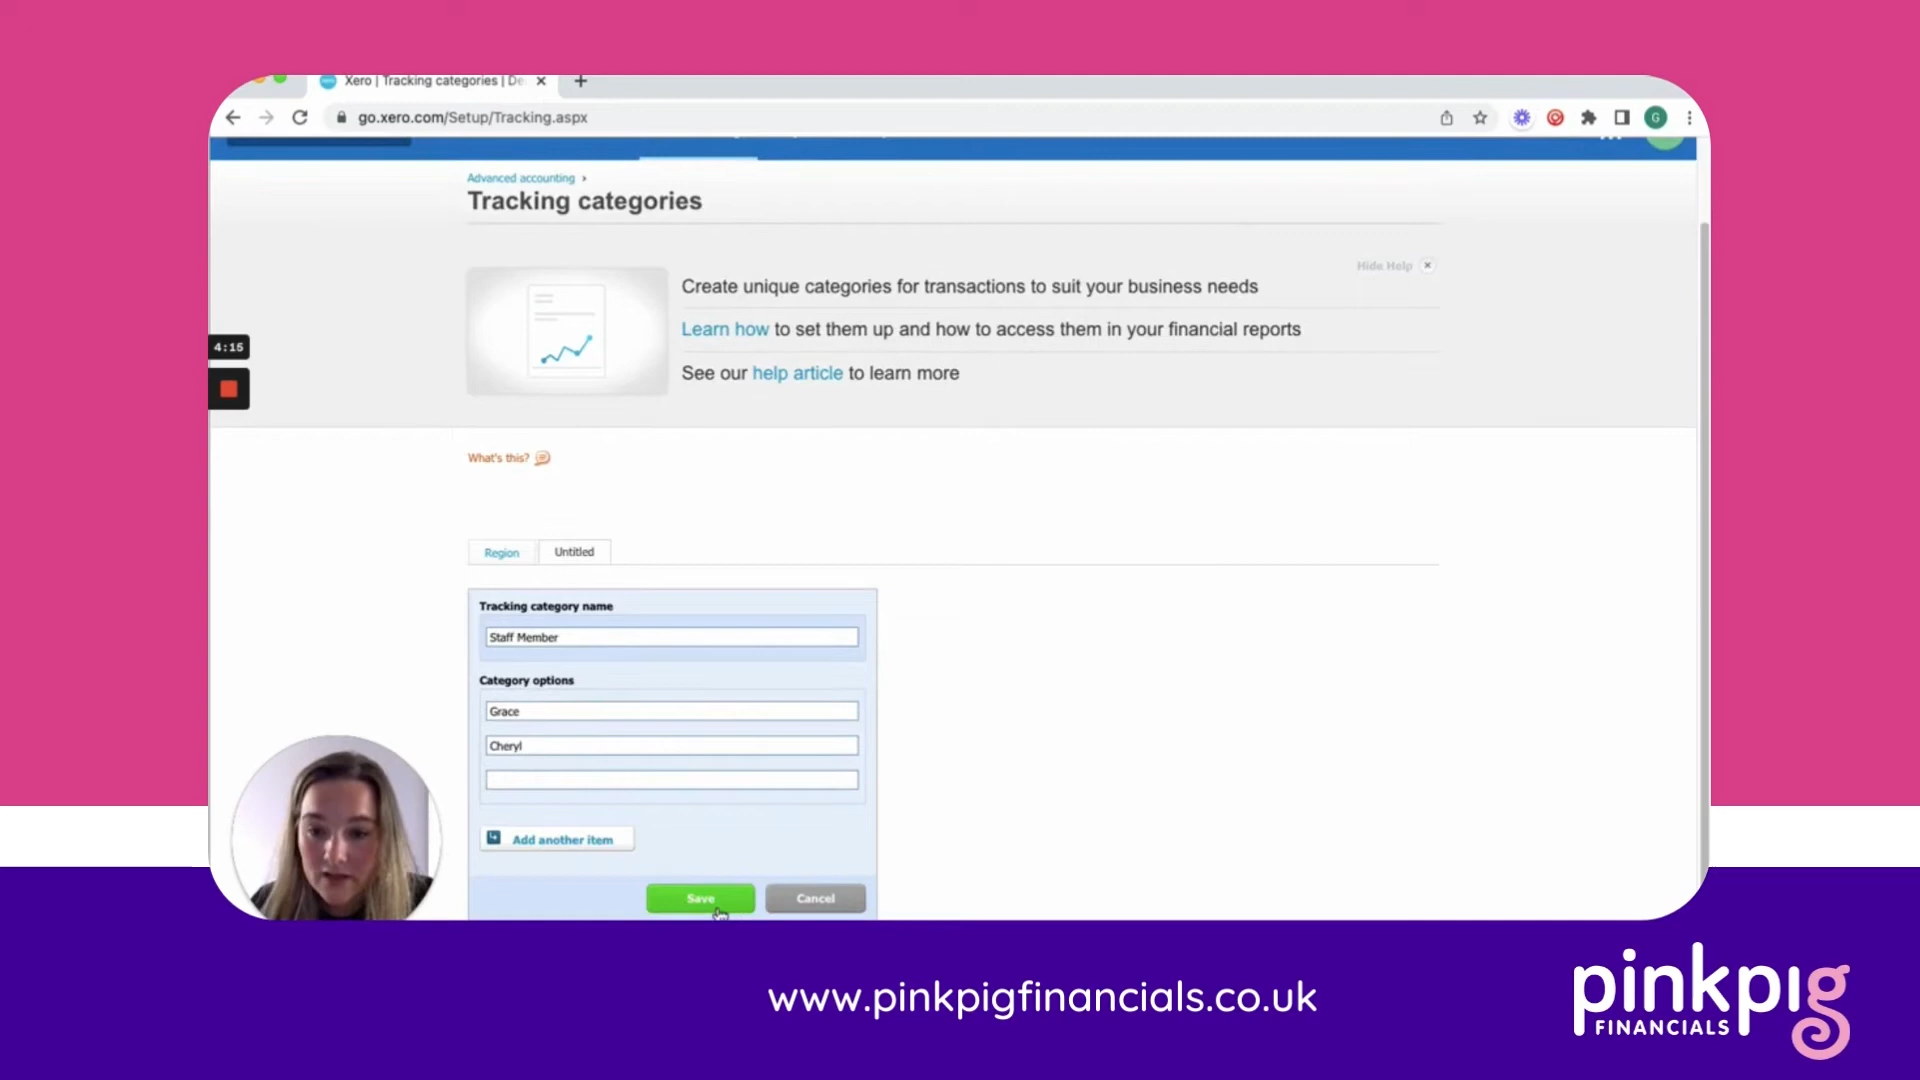 Xero | Tracking categories | De
go.xero.com/Setup/Tracking.aspx
G
Advanced accounting ›
Tracking categories
Hide Help
Create unique categories for transactions to suit your business needs
Learn how to set them up and how to access them in your financial reports
See our help article to learn more
4:15
What's this?
Region
Untitled
Tracking category name
Staff Member
Category options
Grace
Cheryl
Add another item
Save
Cancel
www.pinkpigfinancials.co.uk
pinkpig
FINANCIALS